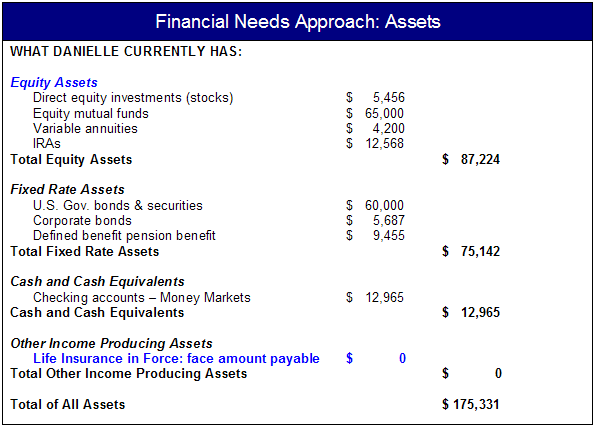 Financial Needs Approach: Assets
WHAT DANIELLE CURRENTLY HAS:
Equity Assets
Direct equity investments (stocks) $ 5,456
Equity mutual funds $ 65,000
Variable annuities $ 4,200
IRAs $ 12,568
Total Equity Assets $ 87,224
Fixed Rate Assets
U.S. Gov. bonds & securities $ 60,000
Corporate bonds $ 5,687
Defined benefit pension benefit $ 9,455
Total Fixed Rate Assets $ 75,142
Cash and Cash Equivalents
Checking accounts – Money Markets $ 12,965
Cash and Cash Equivalents $ 12,965
Other Income Producing Assets
Life Insurance in Force: face amount payable $ 0
Total Other Income Producing Assets $ 0
Total of All Assets $ 175,331